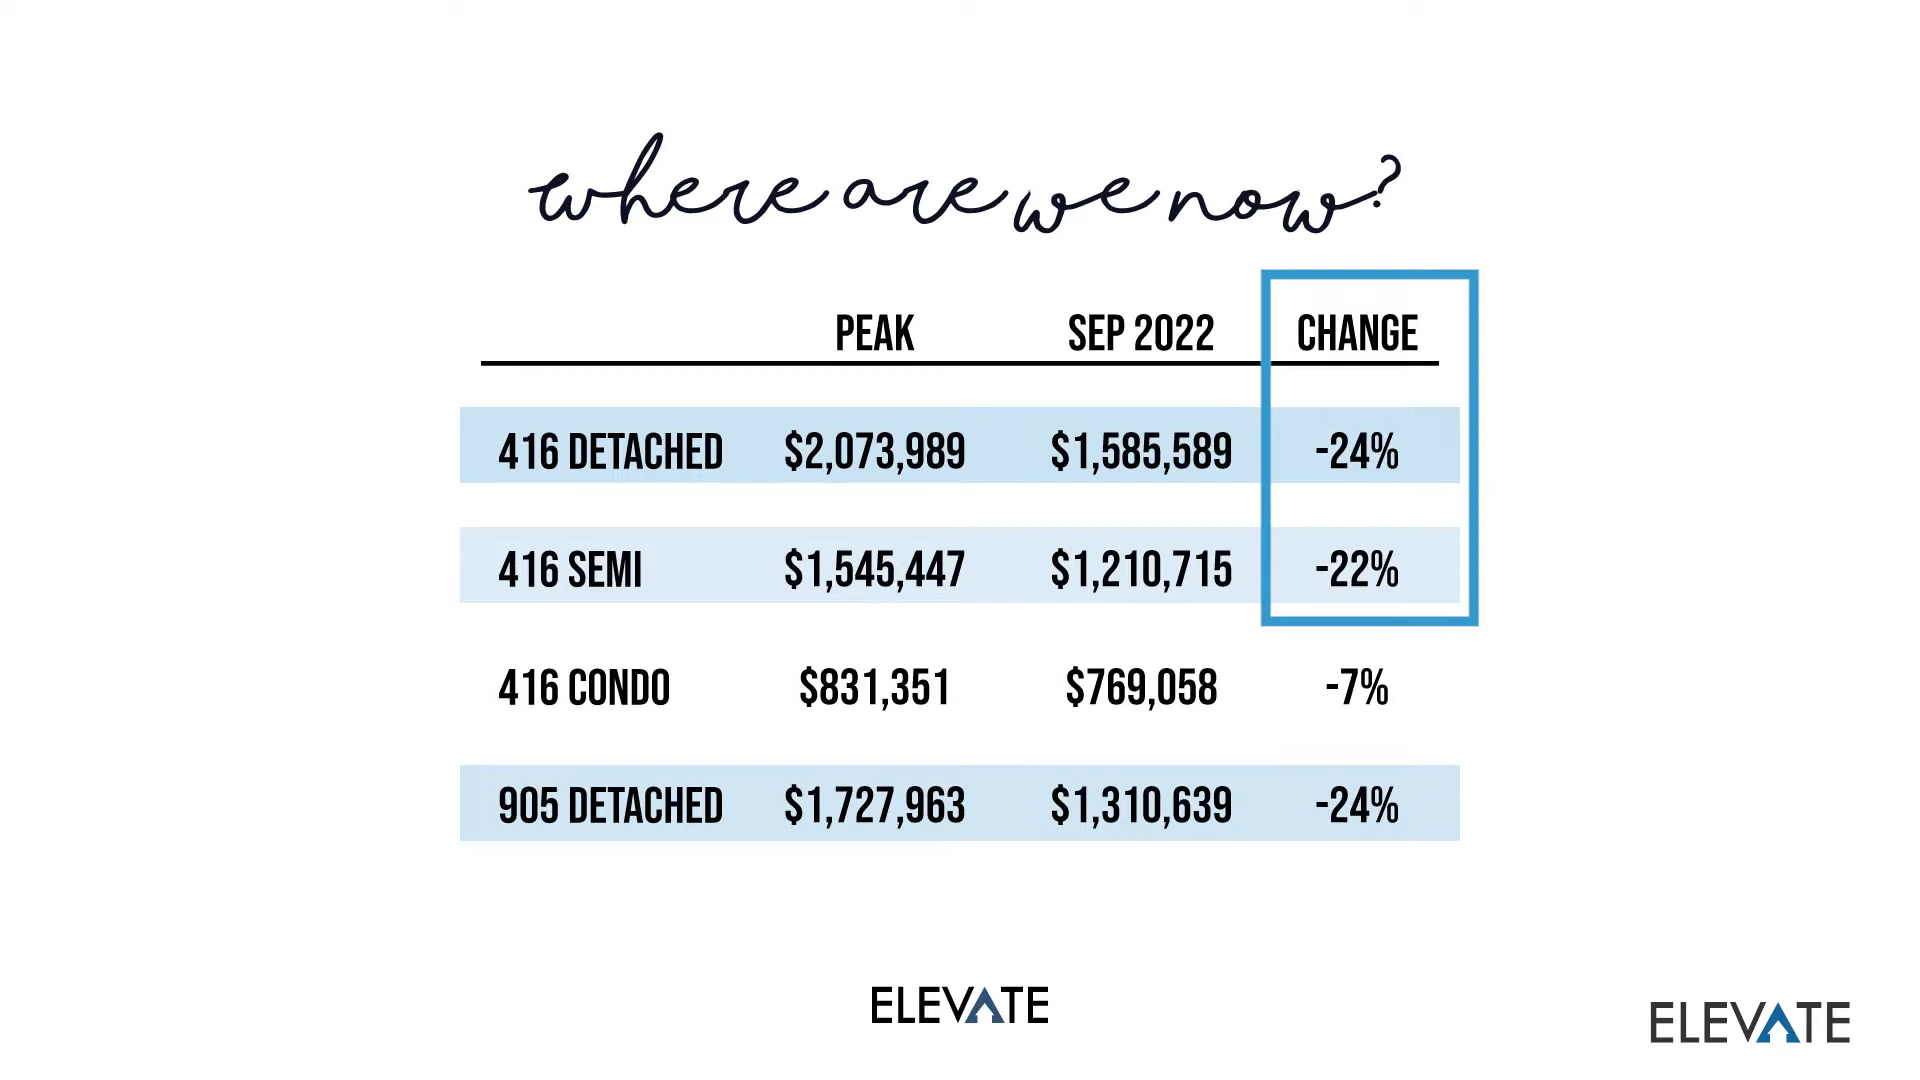 where are we now?
PEAK SEP 2022 CHANGE
416 DETACHED $2,073,989 $1,585,589 -24%
416 SEMI $1,545,447 $1,210,715 -22%
416 CONDO $831,351 $769,058 -7%
905 DETACHED $1,727,963 $1,310,639 -24%
ELEVATE
ELEVATE